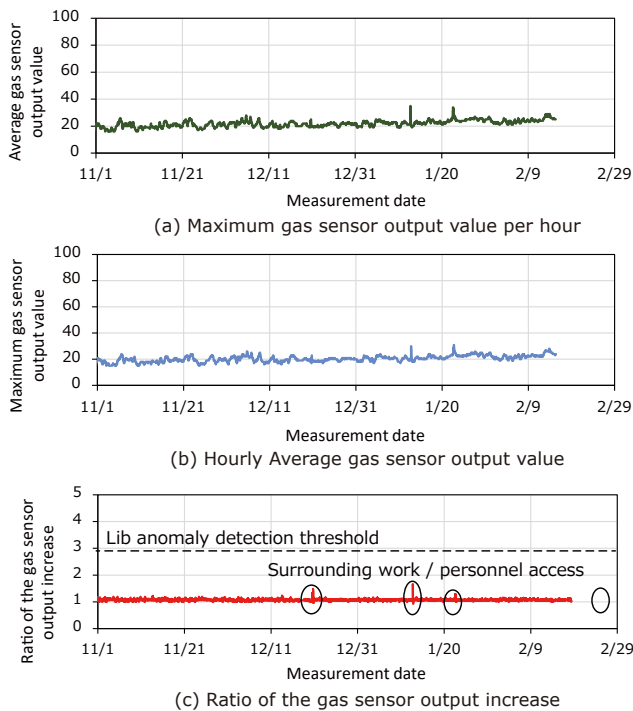 Average gas sensor
output value
100
80
60
40
20
0
11/1 11/21 12/11 12/31 1/20 2/9 2/29
Measurement date
(a) Maximum gas sensor output value per hour
Maximum gas sensor
output value
100
80
60
40
20
0
11/1 11/21 12/11 12/31 1/20 2/9 2/29
Measurement date
(b) Hourly Average gas sensor output value
Ratio of the gas sensor
output increase
5
4
3
2
1
0
Lib anomaly detection threshold
Surrounding work / personnel access
11/1 11/21 12/11 12/31 1/20 2/9 2/29
Measurement date
(c) Ratio of the gas sensor output increase